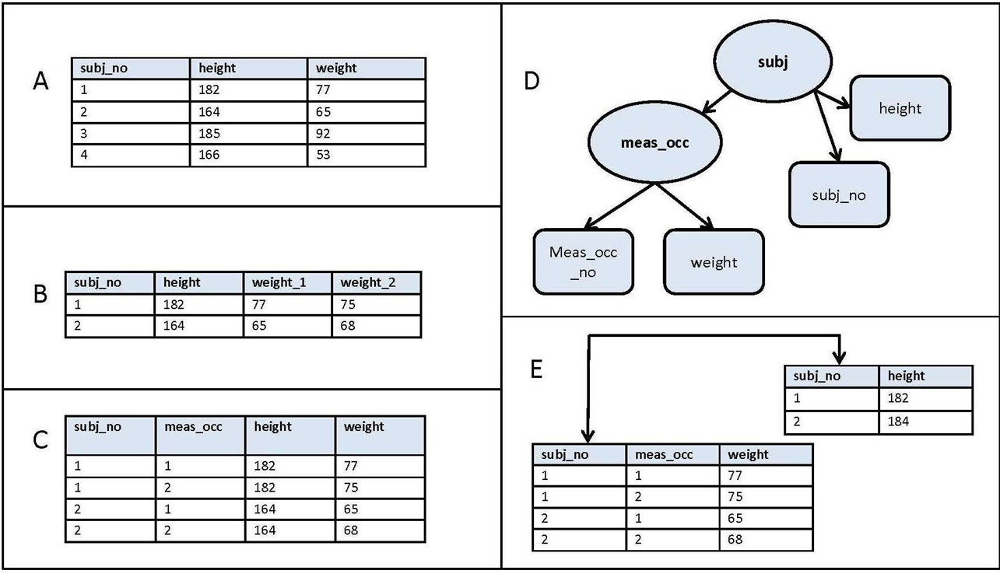 A
subj_no height weight
1 182 77
2 164 65
3 185 92
4 166 53
B
subj_no height weight_1 weight_2
1 182 77 75
2 164 65 68
C
subj_no meas_occ height weight
1 1 182 77
1 2 182 75
2 1 164 65
2 2 164 68
D
subj
height
meas_occ
subj_no
Meas_occ
_no
weight
E
subj_no height
1 182
2 184
subj_no meas_occ weight
1 1 77
1 2 75
2 1 65
2 2 68